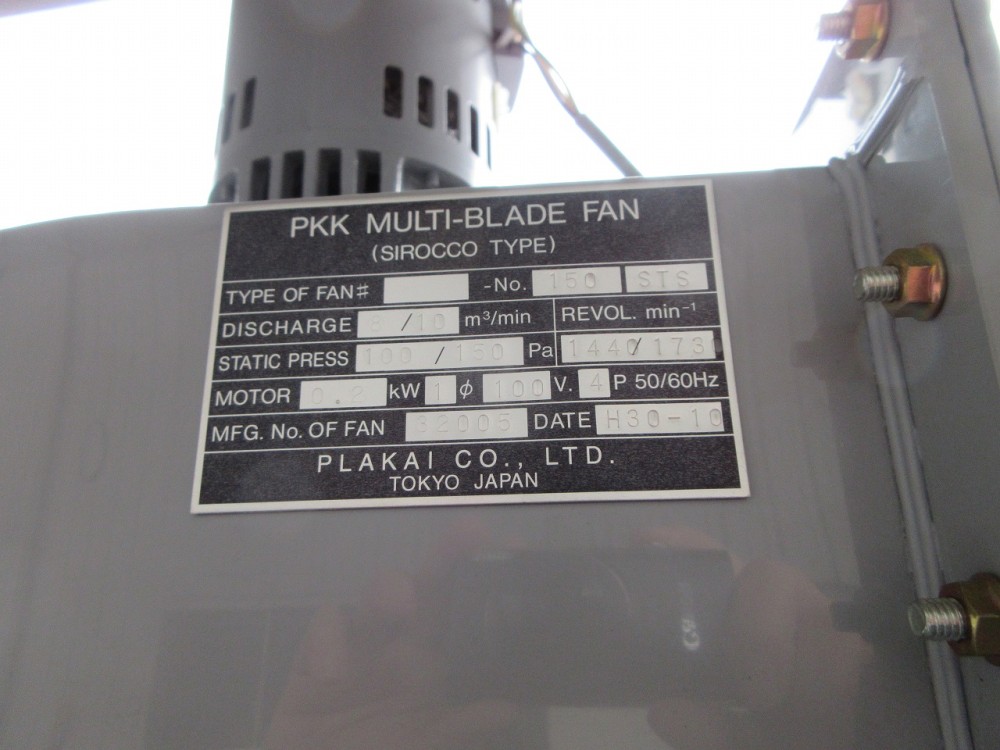 PKK MULTI-BLADE FAN
(SIROCCO TYPE)
TYPE OF FAN# -No. 150 STS
DISCHARGE 8/10 m³/min REVOL. min⁻¹
STATIC PRESS 100/150 Pa 1440/173
MOTOR 0.2 kW 1 ϕ 100 V. 4 P 50/60Hz
MFG. No. OF FAN 32005 DATE H30-10
PLAKAI CO., LTD.
TOKYO JAPAN